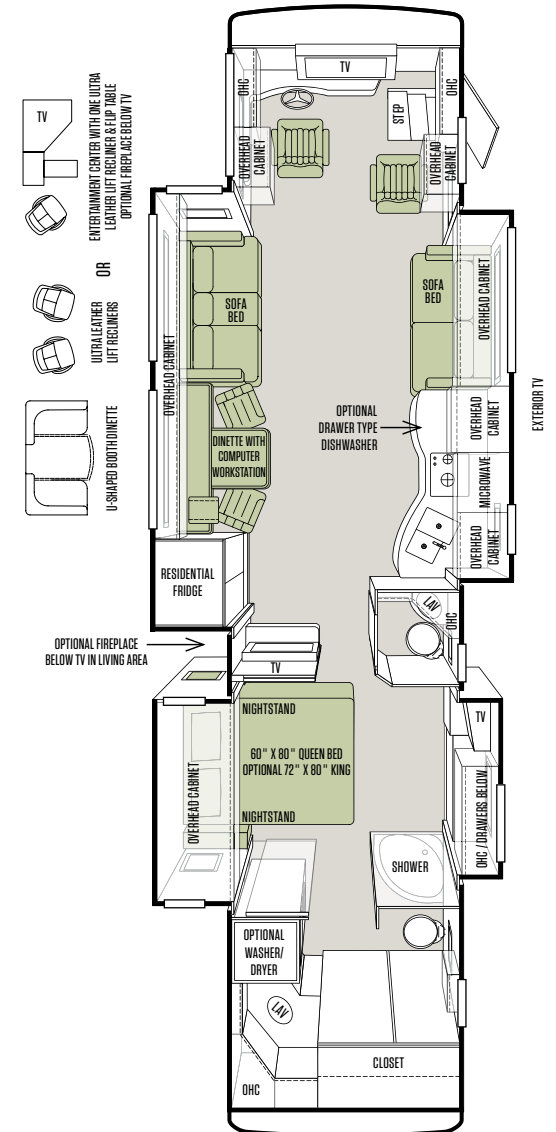 TV
ENTERTAINMENT CENTER WITH ONE ULTRA
LEATHER LIFT RECLINER & FLIP TABLE
OPTIONAL FIREPLACE BELOW TV
OR
ULTRA LEATHER
LIFT RECLINERS
U-SHAPED BOOTH DINETTE
TV
OHC
OHC
STEP
OVERHEAD
CABINET
OVERHEAD
CABINET
OVERHEAD CABINET
SOFA
BED
SOFA
BED
OVERHEAD CABINET
DINETTE WITH
COMPUTER
WORKSTATION
OPTIONAL
DRAWER TYPE
DISHWASHER
OVERHEAD
CABINET
MICROWAVE
OVERHEAD
CABINET
EXTERIOR TV
RESIDENTIAL
FRIDGE
LAV
OHC
OPTIONAL FIREPLACE
BELOW TV IN LIVING AREA
TV
NIGHTSTAND
60" X 80" QUEEN BED
OPTIONAL 72" X 80" KING
NIGHTSTAND
OVERHEAD CABINET
TV
OHC / DRAWERS BELOW
SHOWER
OPTIONAL
WASHER/
DRYER
LAV
CLOSET
OHC